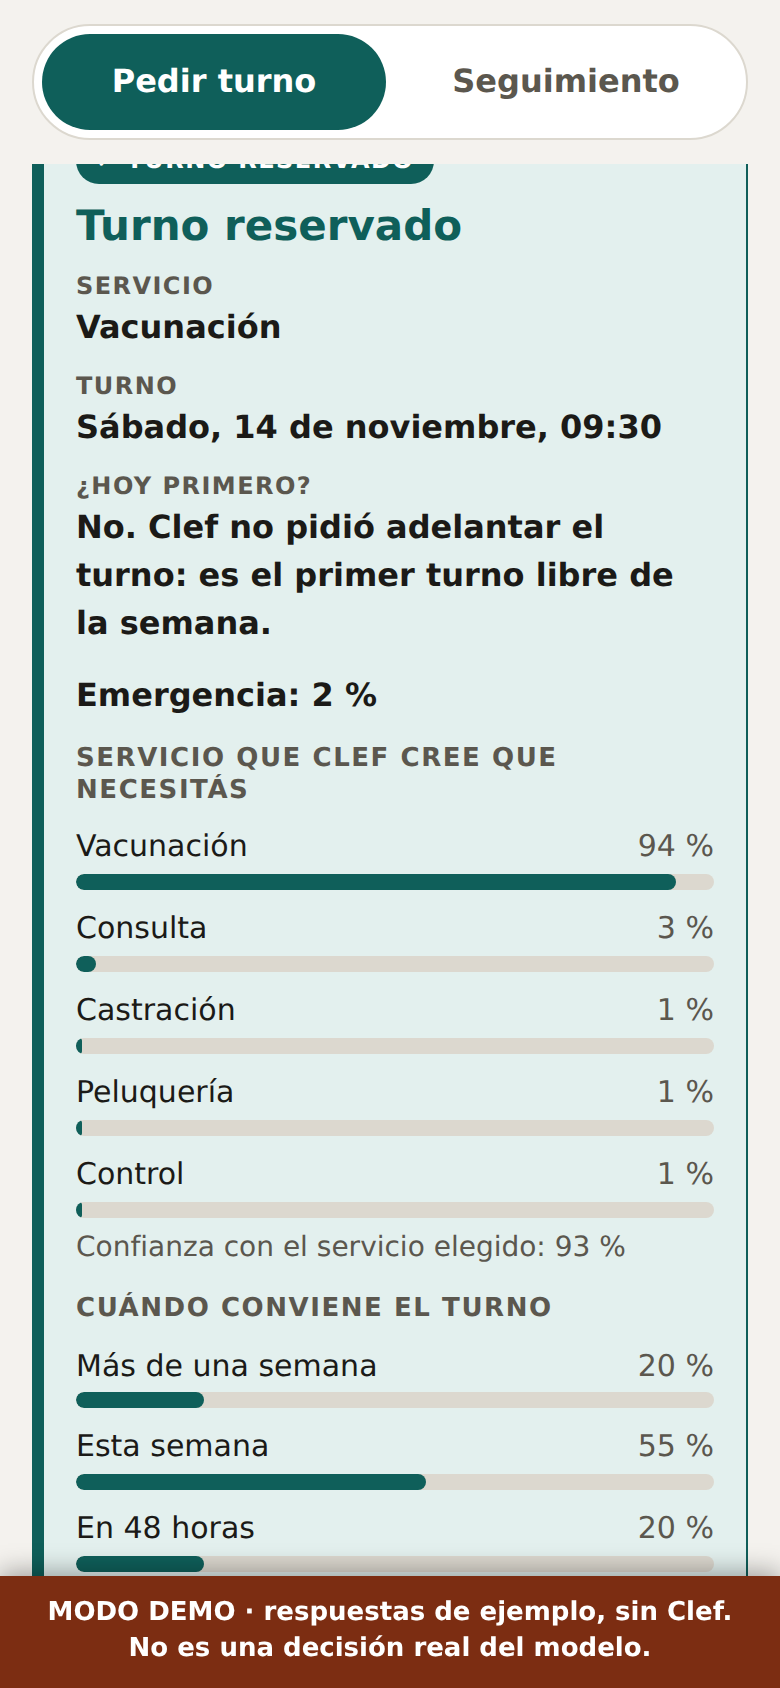 Pedir turno
Seguimiento
TURNO RESERVADO
Turno reservado
SERVICIO
Vacunación
TURNO
Sábado, 14 de noviembre, 09:30
¿HOY PRIMERO?
No. Clef no pidió adelantar el
turno: es el primer turno libre de
la semana.
Emergencia: 2 %
SERVICIO QUE CLEF CREE QUE
NECESITÁS
Vacunación 94 %
Consulta 3 %
Castración 1 %
Peluquería 1 %
Control 1 %
Confianza con el servicio elegido: 93 %
CUÁNDO CONVIENE EL TURNO
Más de una semana 20 %
Esta semana 55 %
En 48 horas 20 %
MODO DEMO · respuestas de ejemplo, sin Clef.
No es una decisión real del modelo.